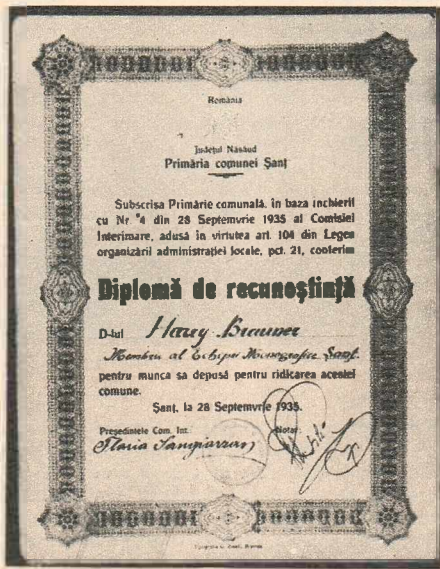 România
Județul Năsăud
Primăria comunei Șanț
Subscrisa Primărie comunală, în baza închierii
cu Nr. 4 din 28 Septemvrie 1935 al Comisiei
Interimare, adusă în virtutea art. 104 din Legea
organizării administrației locale, pct. 21, conferim
Diplomă de recunoștință
D-lui Harry Brauner
Membru al Echipei Monografice Șanț.
pentru munca sa depusă pentru ridicarea acestei
comune.
Șanț, la 28 Septemvrie 1935.
Președintele Com. Int. Notar,